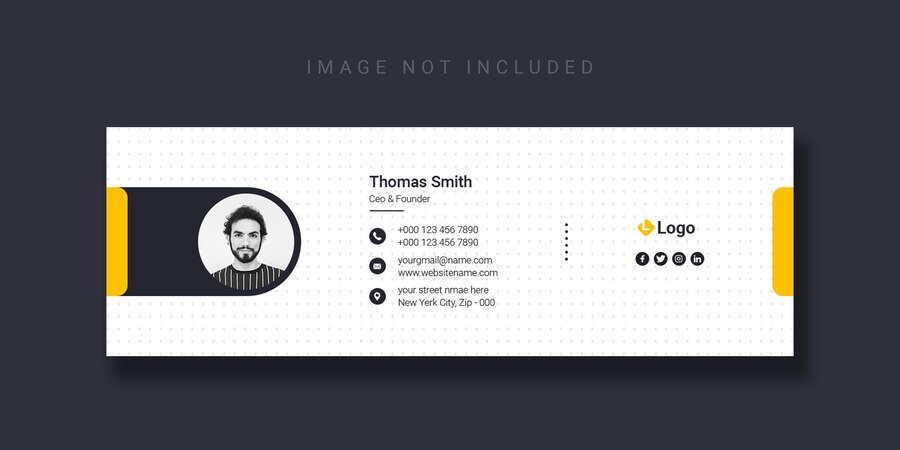 IMAGE NOT INCLUDED
Thomas Smith
Ceo & Founder
+000 123 456 7890
+000 123 456 7890
yourgmail@name.com
www.websitename.com
your street nmae here
New Yerk City, Zip - 000
Logo